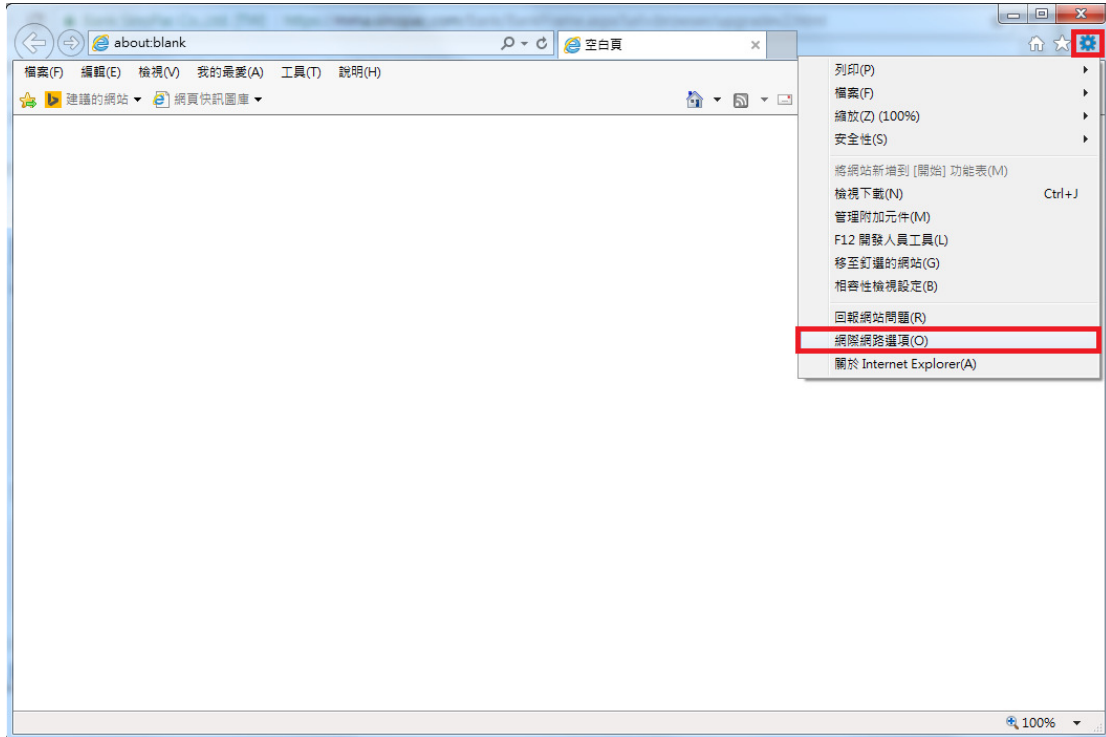 about:blank
空白頁
檔案(F) 編輯(E) 檢視(V) 我的最愛(A) 工具(T) 說明(H)
建議的網站 網頁快訊圖庫
列印(P)
檔案(F)
縮放(Z) (100%)
安全性(S)
將網站新增到 [開始] 功能表(M)
檢視下載(N) Ctrl+J
管理附加元件(M)
F12 開發人員工具(L)
移至釘選的網站(G)
相容性檢視設定(B)
回報網站問題(R)
網際網路選項(O)
關於 Internet Explorer(A)
100%